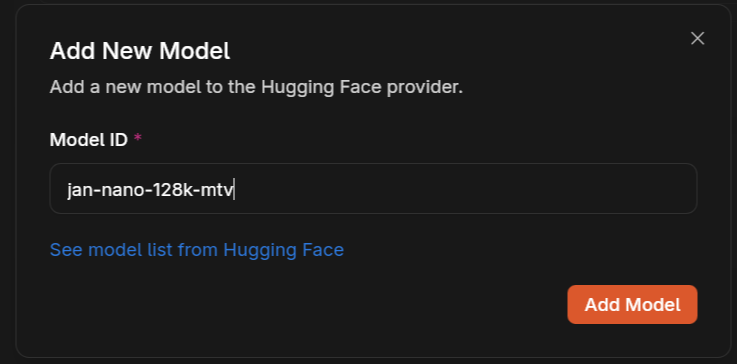 Add New Model
Add a new model to the Hugging Face provider.
Model ID *
jan-nano-128k-mtv
See model list from Hugging Face
Add Model